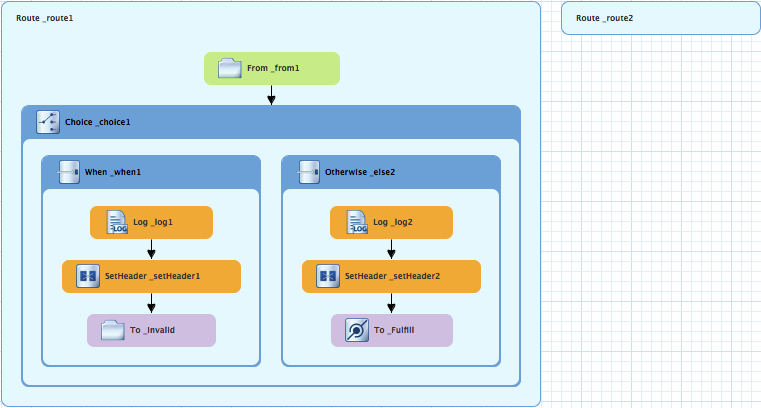 Route _route1
Route _route2
From _from1
Choice _choice1
When _when1
Otherwise _else2
LOG Log _log1
LOG Log _log2
SetHeader _setHeader1
SetHeader _setHeader2
To _Invalid
To _Fulfill